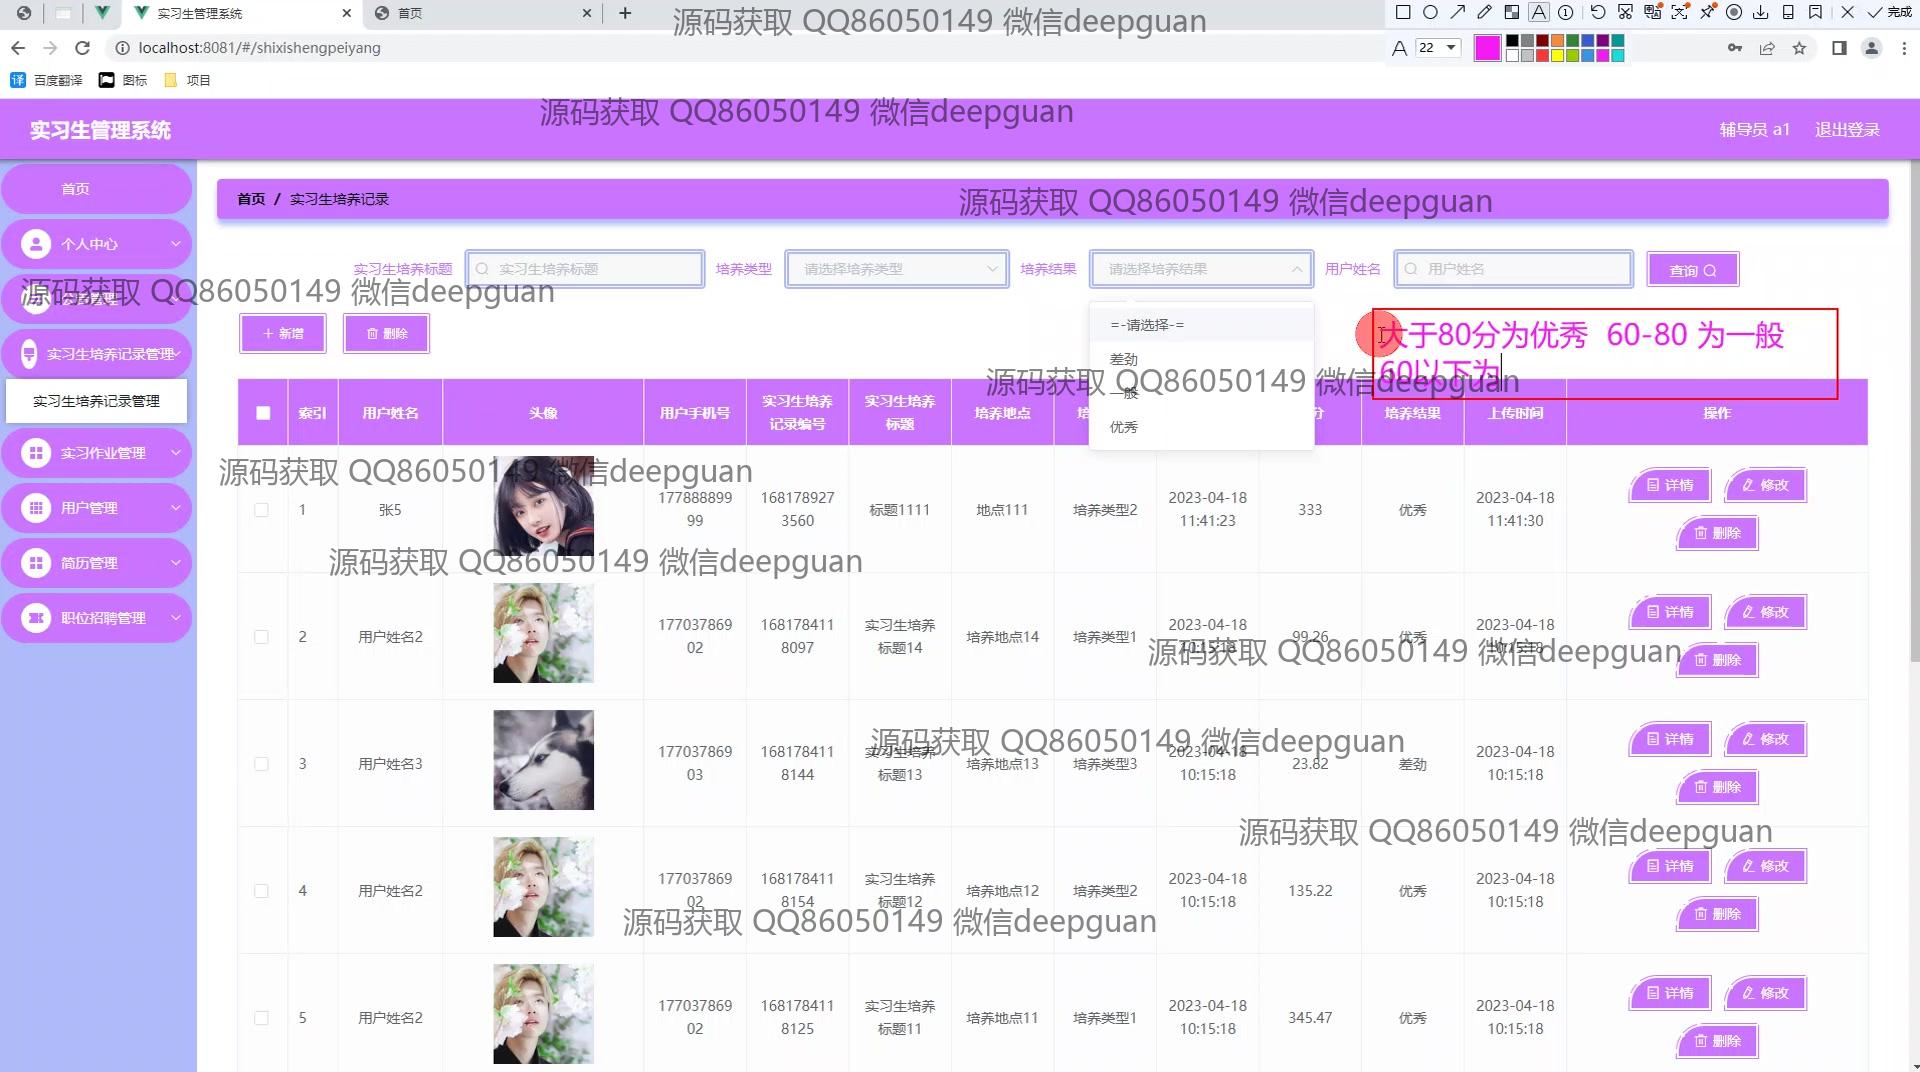 实习生管理系统
首页
完成
localhost:8081/#/shixishengpeiyang
22
百度翻译
图标
项目
源码获取 QQ86050149 微信deepguan
源码获取 QQ86050149 微信deepguan
实习生管理系统
辅导员 a1
退出登录
首页
个人中心
实习生培养记录管理
实习生培养记录管理
实习作业管理
用户管理
简历管理
职位招聘管理
首页 / 实习生培养记录
源码获取 QQ86050149 微信deepguan
实习生培养标题
实习生培养标题
培养类型
请选择培养类型
培养结果
请选择培养结果
用户姓名
用户姓名
查询
源码获取 QQ86050149 微信deepguan
新增
删除
=-请选择-=
差劲
一般
优秀
大于80分为优秀 60-80 为一般
60以下为
源码获取 QQ86050149 微信deepguan
索引
用户姓名
头像
用户手机号
实习生培养
记录编号
实习生培养
标题
培养地点
培
分
培养结果
上传时间
操作
源码获取 QQ86050149 微信deepguan
1
张5
177888899
99
168178927
3560
标题1111
地点111
培养类型2
2023-04-18
11:41:23
333
优秀
2023-04-18
11:41:30
详情
修改
删除
源码获取 QQ86050149 微信deepguan
2
用户姓名2
177037869
02
168178411
8097
实习生培养
标题14
培养地点14
培养类型1
2023-04-18
10:15:18
99.26
优秀
2023-04-18
10:15:18
详情
修改
删除
源码获取 QQ86050149 微信deepguan
3
用户姓名3
177037869
03
168178411
8144
实习生培养
标题13
培养地点13
培养类型3
2023-04-18
10:15:18
23.82
差劲
2023-04-18
10:15:18
详情
修改
删除
源码获取 QQ86050149 微信deepguan
源码获取 QQ86050149 微信deepguan
4
用户姓名2
177037869
02
168178411
8154
实习生培养
标题12
培养地点12
培养类型2
2023-04-18
10:15:18
135.22
优秀
2023-04-18
10:15:18
详情
修改
删除
源码获取 QQ86050149 微信deepguan
5
用户姓名2
177037869
02
168178411
8125
实习生培养
标题11
培养地点11
培养类型1
2023-04-18
10:15:18
345.47
优秀
2023-04-18
10:15:18
详情
修改
删除